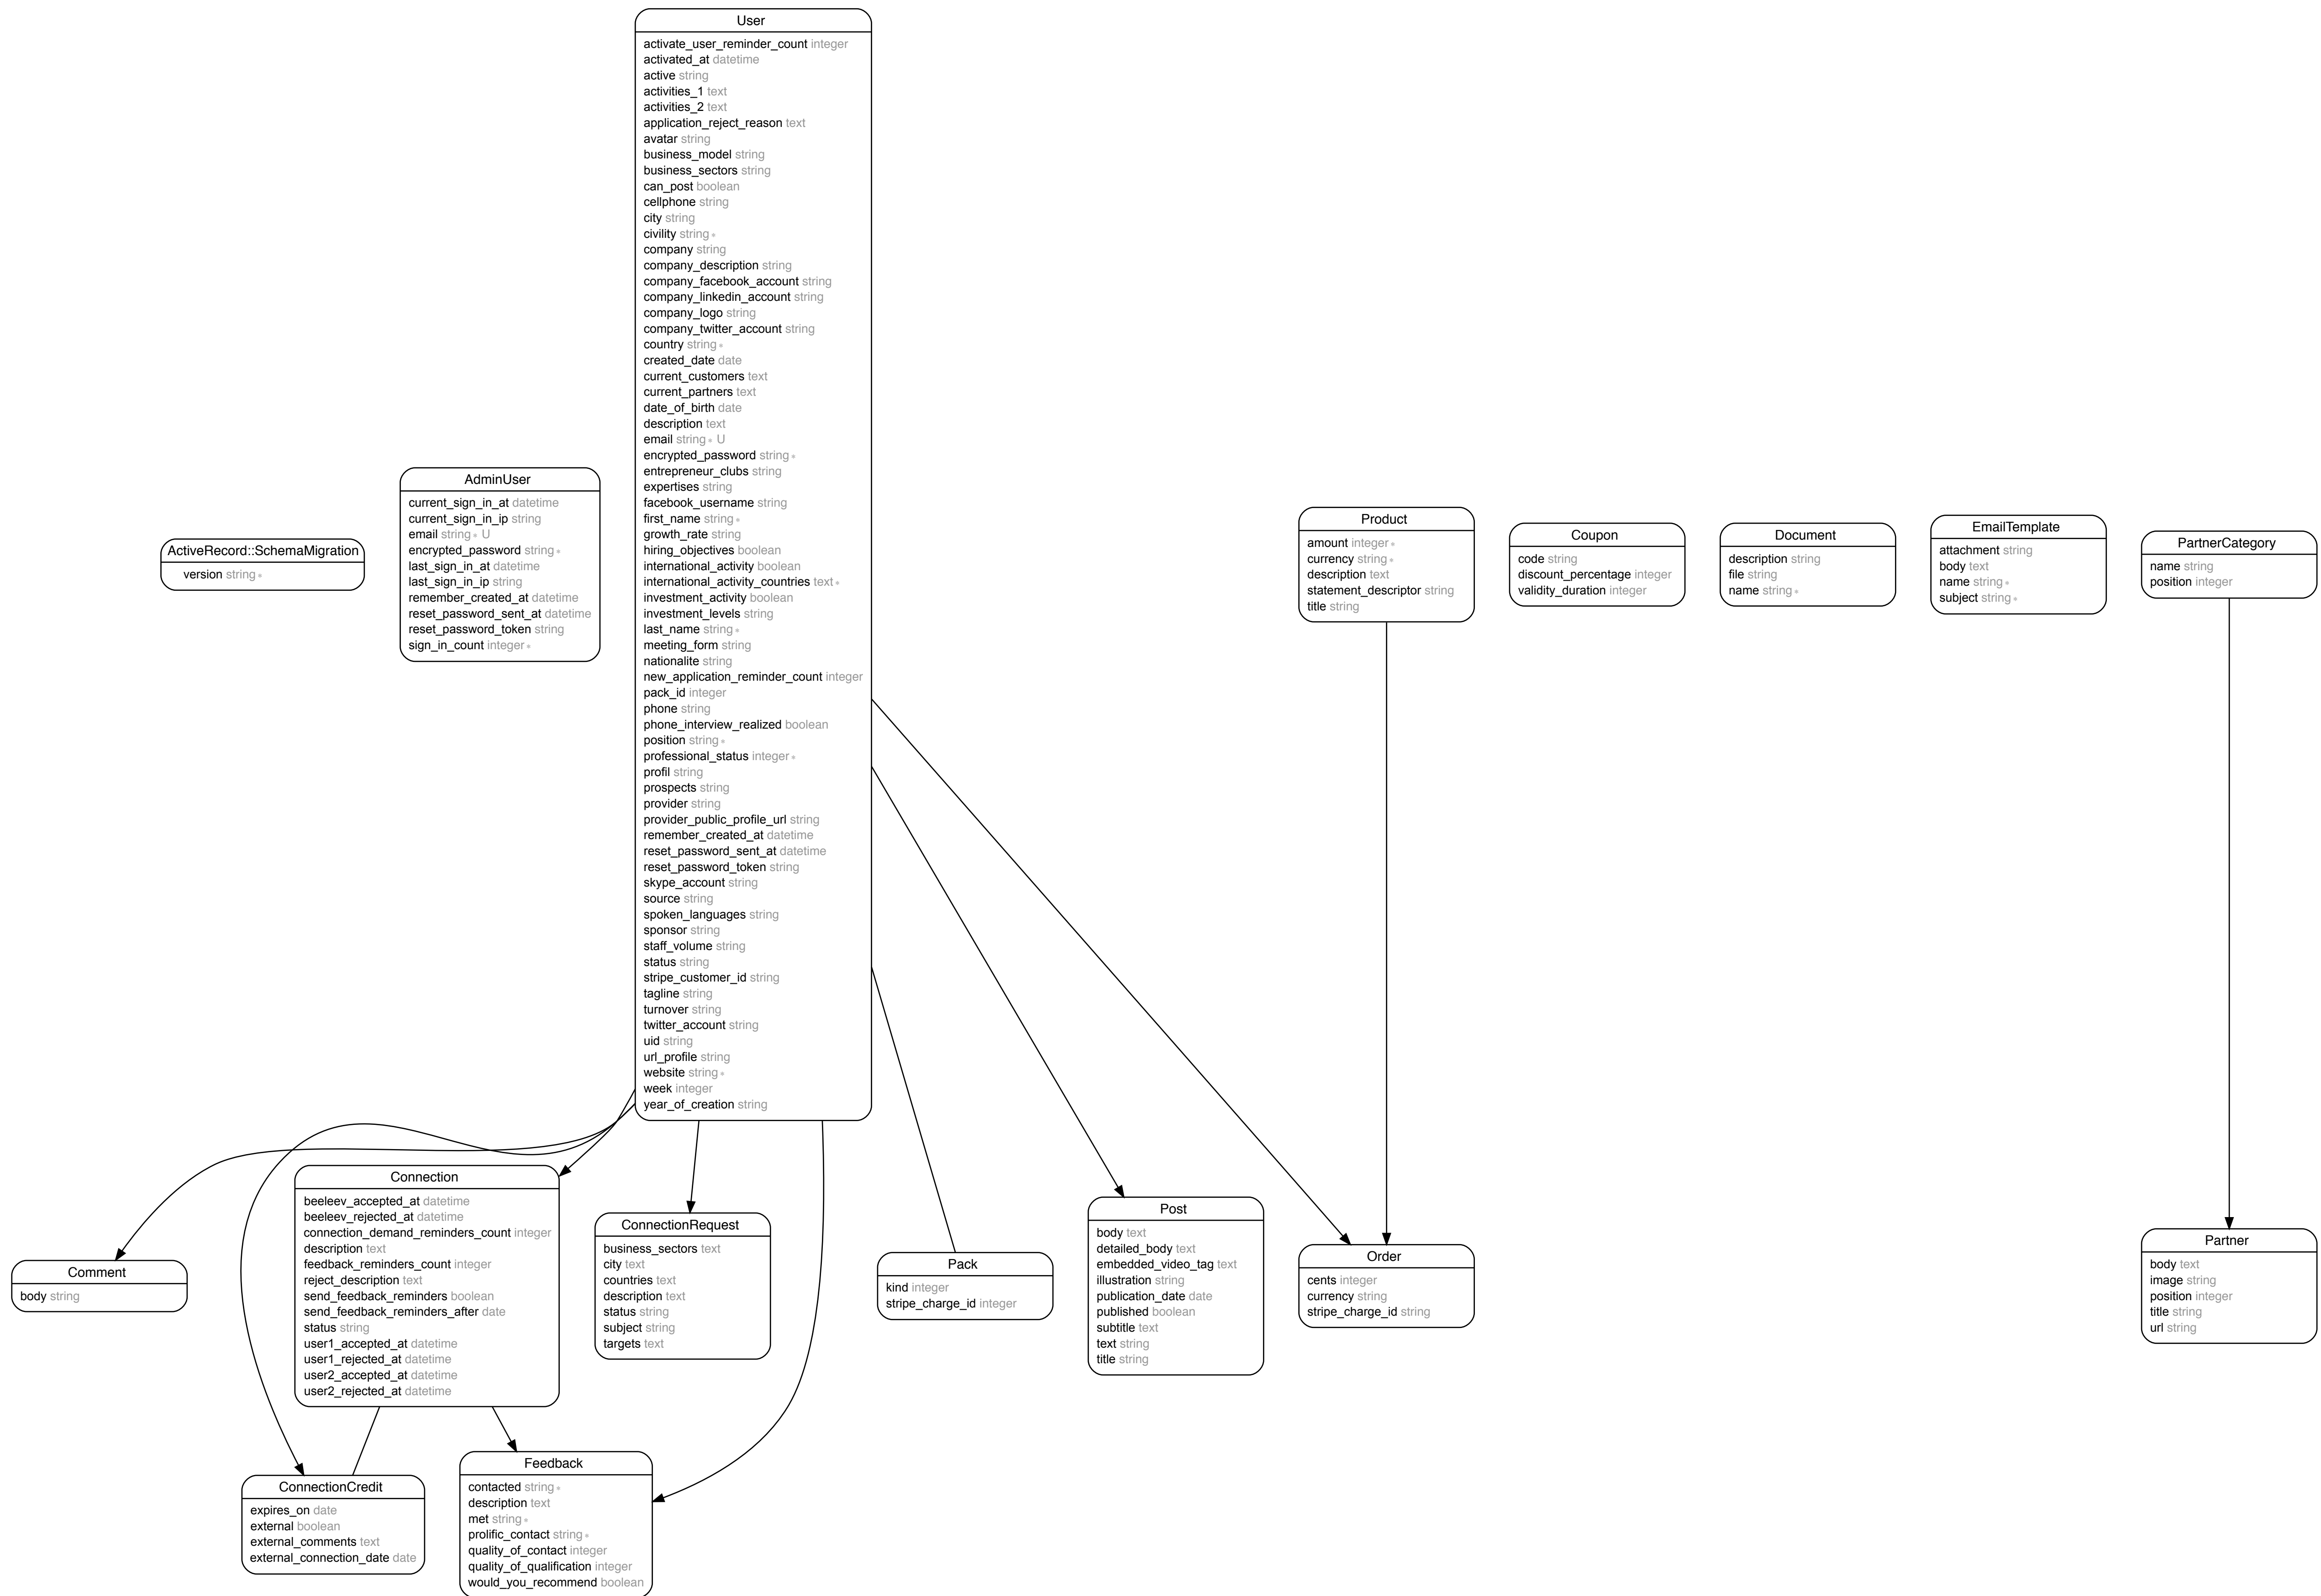 User
activate_user_reminder_count integer
activated_at datetime
active string
activities_1 text
activities_2 text
application_reject_reason text
avatar string
business_model string
business_sectors string
can_post boolean
cellphone string
city string
civility string ∗
company string
company_description string
company_facebook_account string
company_linkedin_account string
company_logo string
company_twitter_account string
country string ∗
created_date date
current_customers text
current_partners text
date_of_birth date
description text
email string ∗ U
encrypted_password string ∗
entrepreneur_clubs string
expertises string
facebook_username string
first_name string ∗
growth_rate string
hiring_objectives boolean
international_activity boolean
international_activity_countries text ∗
investment_activity boolean
investment_levels string
last_name string ∗
meeting_form string
nationalite string
new_application_reminder_count integer
pack_id integer
phone string
phone_interview_realized boolean
position string ∗
professional_status integer ∗
profil string
prospects string
provider string
provider_public_profile_url string
remember_created_at datetime
reset_password_sent_at datetime
reset_password_token string
skype_account string
source string
spoken_languages string
sponsor string
staff_volume string
status string
stripe_customer_id string
tagline string
turnover string
twitter_account string
uid string
url_profile string
website string ∗
week integer
year_of_creation string
ActiveRecord::SchemaMigration
version string ∗
AdminUser
current_sign_in_at datetime
current_sign_in_ip string
email string ∗ U
encrypted_password string ∗
last_sign_in_at datetime
last_sign_in_ip string
remember_created_at datetime
reset_password_sent_at datetime
reset_password_token string
sign_in_count integer ∗
Product
amount integer ∗
currency string ∗
description text
statement_descriptor string
title string
Coupon
code string
discount_percentage integer
validity_duration integer
Document
description string
file string
name string ∗
EmailTemplate
attachment string
body text
name string ∗
subject string ∗
PartnerCategory
name string
position integer
Comment
body string
Connection
beeleev_accepted_at datetime
beeleev_rejected_at datetime
connection_demand_reminders_count integer
description text
feedback_reminders_count integer
reject_description text
send_feedback_reminders boolean
send_feedback_reminders_after date
status string
user1_accepted_at datetime
user1_rejected_at datetime
user2_accepted_at datetime
user2_rejected_at datetime
ConnectionRequest
business_sectors text
city text
countries text
description text
status string
subject string
targets text
Pack
kind integer
stripe_charge_id integer
Post
body text
detailed_body text
embedded_video_tag text
illustration string
publication_date date
published boolean
subtitle text
text string
title string
Order
cents integer
currency string
stripe_charge_id string
Partner
body text
image string
position integer
title string
url string
ConnectionCredit
expires_on date
external boolean
external_comments text
external_connection_date date
Feedback
contacted string ∗
description text
met string ∗
prolific_contact string ∗
quality_of_contact integer
quality_of_qualification integer
would_you_recommend boolean